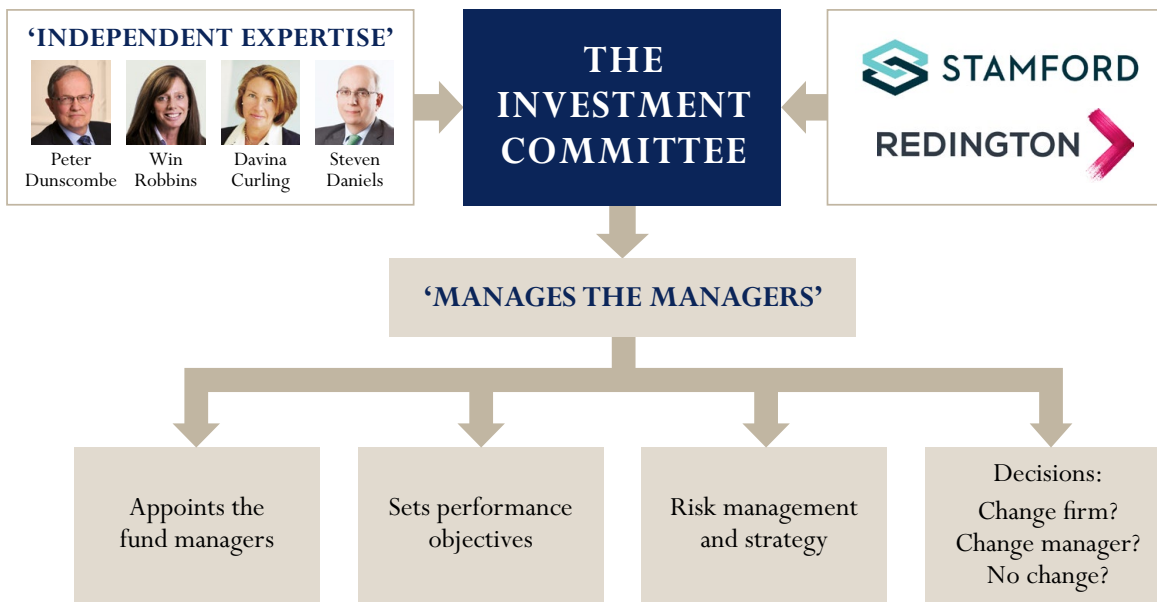 ‘INDEPENDENT EXPERTISE’
Peter
Dunscombe
Win
Robbins
Davina
Curling
Steven
Daniels
THE
INVESTMENT
COMMITTEE
STAMFORD
REDINGTON
‘MANAGES THE MANAGERS’
Appoints the
fund managers
Sets performance
objectives
Risk management
and strategy
Decisions:
Change firm?
Change manager?
No change?